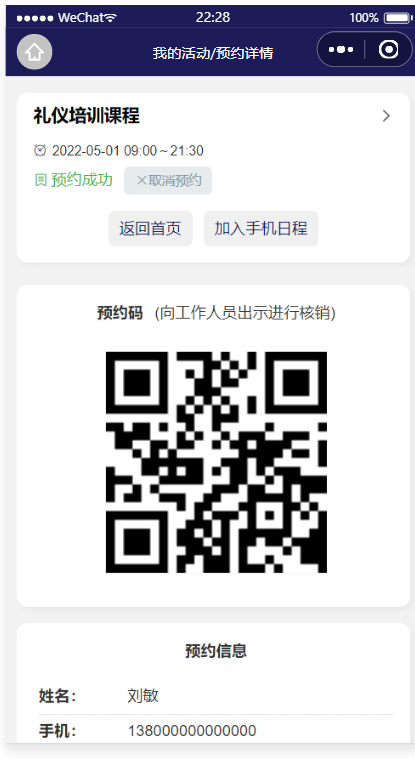 WeChat 22:28 100%
我的活动/预约详情
礼仪培训课程
2022-05-01 09:00～21:30
预约成功 ×取消预约
返回首页 加入手机日程
预约码 (向工作人员出示进行核销)
预约信息
姓名： 刘敏
手机： 138000000000000